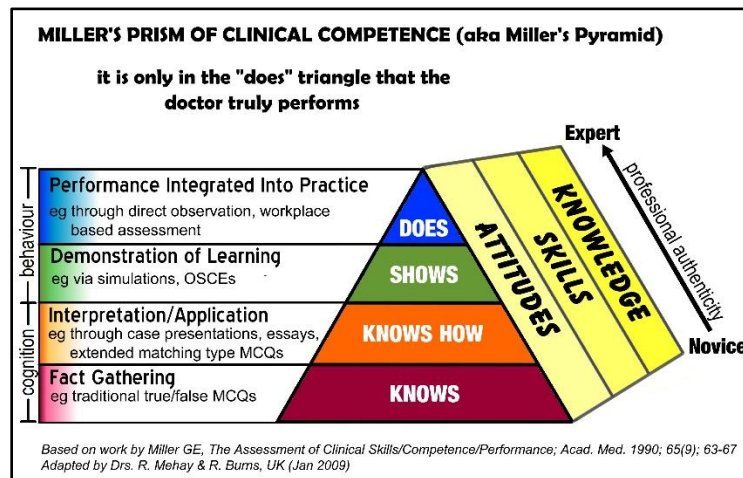 MILLER'S PRISM OF CLINICAL COMPETENCE (aka Miller's Pyramid)
it is only in the "does" triangle that the
doctor truly performs
Expert
professional authenticity
Novice
behaviour
cognition
Performance Integrated Into Practice
eg through direct observation, workplace
based assessment
DOES
Demonstration of Learning
eg via simulations, OSCEs
SHOWS
Interpretation/Application
eg through case presentations, essays,
extended matching type MCQs
KNOWS HOW
Fact Gathering
eg traditional true/false MCQs
KNOWS
ATTITUDES
SKILLS
KNOWLEDGE
Based on work by Miller GE, The Assessment of Clinical Skills/Competence/Performance; Acad. Med. 1990; 65(9); 63-67
Adapted by Drs. R. Mehay & R. Burns, UK (Jan 2009)